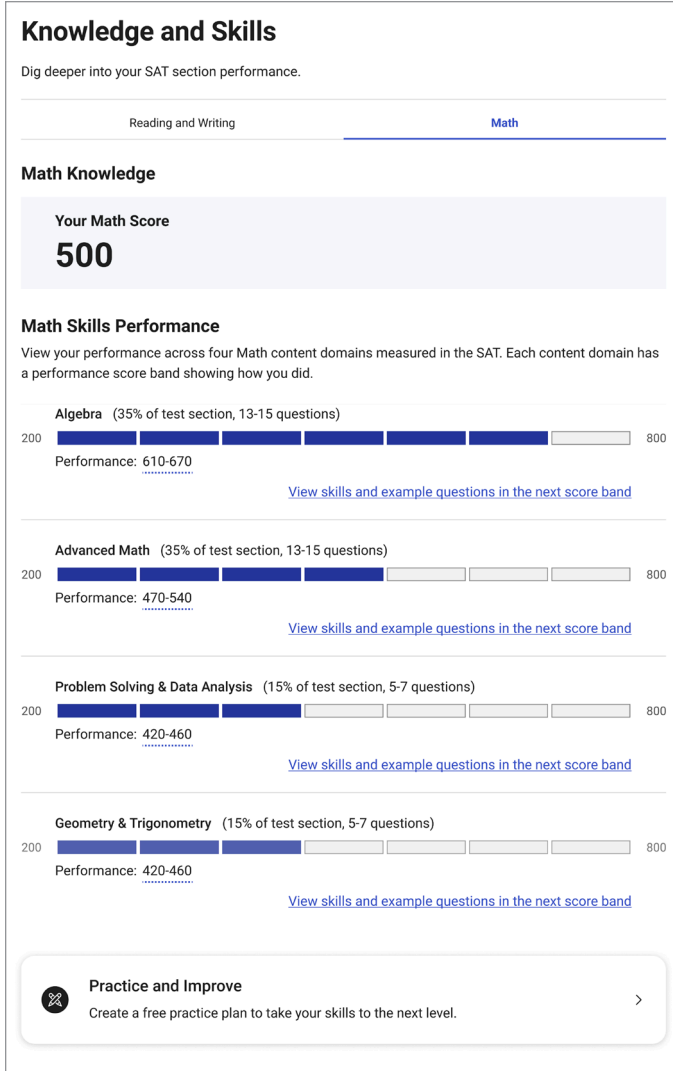 Knowledge and Skills
Dig deeper into your SAT section performance.
Reading and Writing
Math
Math Knowledge
Your Math Score
500
Math Skills Performance
View your performance across four Math content domains measured in the SAT. Each content domain has
a performance score band showing how you did.
Algebra (35% of test section, 13-15 questions)
200 800
Performance: 610-670
View skills and example questions in the next score band
Advanced Math (35% of test section, 13-15 questions)
200 800
Performance: 470-540
View skills and example questions in the next score band
Problem Solving & Data Analysis (15% of test section, 5-7 questions)
200 800
Performance: 420-460
View skills and example questions in the next score band
Geometry & Trigonometry (15% of test section, 5-7 questions)
200 800
Performance: 420-460
View skills and example questions in the next score band
Practice and Improve
Create a free practice plan to take your skills to the next level.